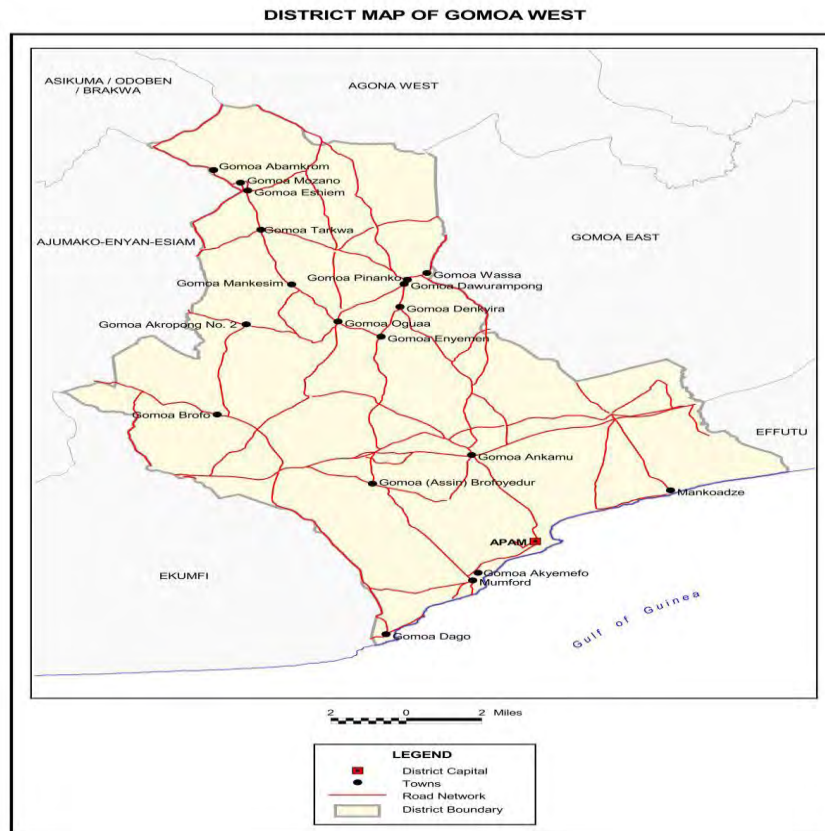 DISTRICT MAP OF GOMOA WEST
ASIKUMA / ODOBEN
/ BRAKWA
AGONA WEST
Gomoa Abamkrom
Gomoa Mozano
Gomoa Eshiem
AJUMAKO-ENYAN-ESIAM
Gomoa Tarkwa
GOMOA EAST
Gomoa Pinanko
Gomoa Wassa
Gomoa Mankesim
Gomoa Dawurampong
Gomoa Denkyira
Gomoa Akropong No. 2
Gomoa Oguaa
Gomoa Enyemen
Gomoa Brofo
EFFUTU
Gomoa Ankamu
Gomoa (Assin) Brofoyedur
Mankoadze
APAM
EKUMFI
Gomoa Akyemefo
Mumford
Gulf of Guinea
Gomoa Dago
2 0 2 Miles
LEGEND
District Capital
Towns
Road Network
District Boundary